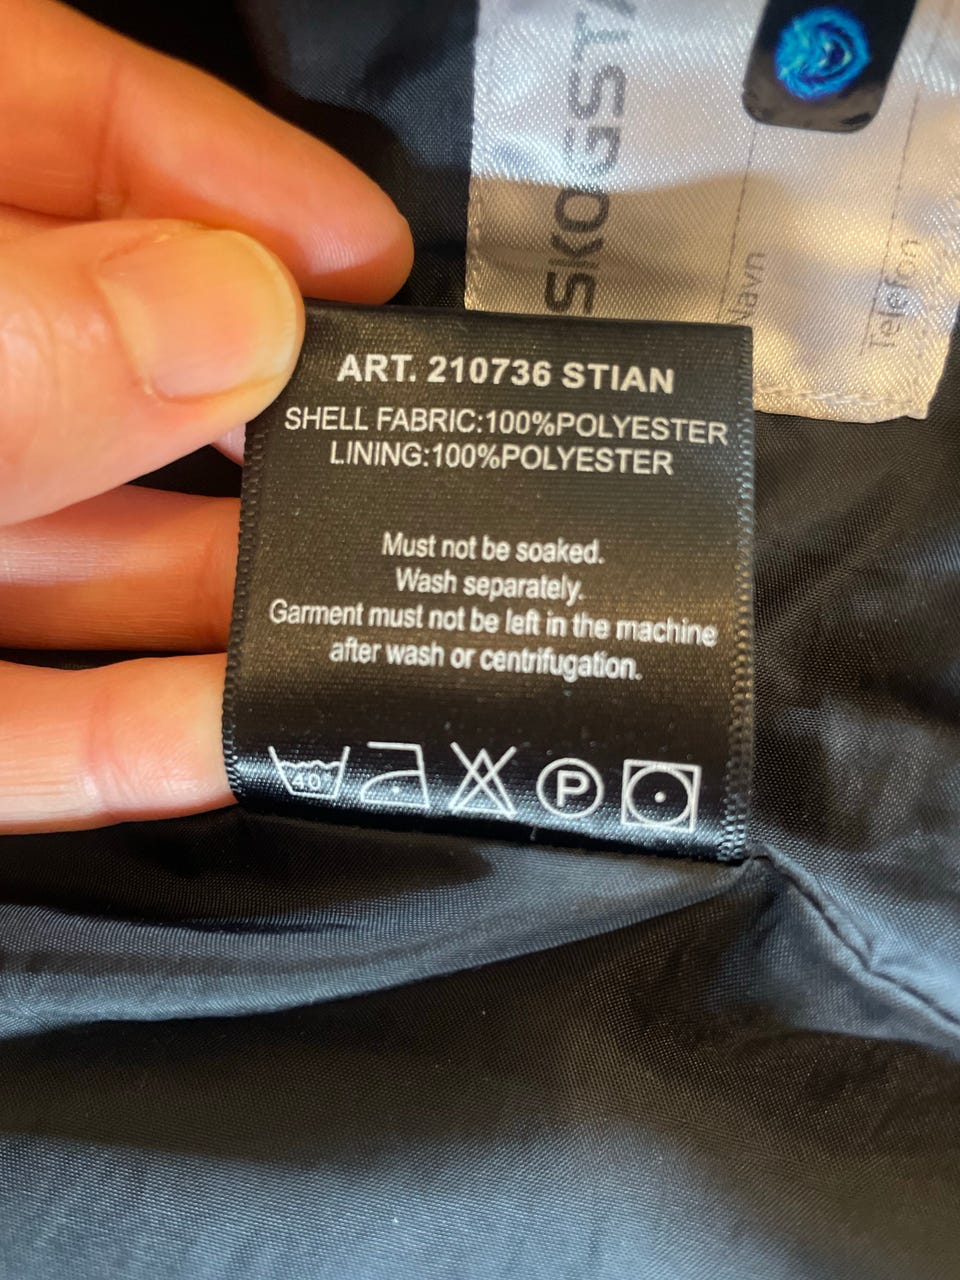 SKOGST
Navn
Telefon
ART. 210736 STIAN
SHELL FABRIC:100%POLYESTER
LINING:100%POLYESTER
Must not be soaked.
Wash separately.
Garment must not be left in the machine
after wash or centrifugation.
40°
P